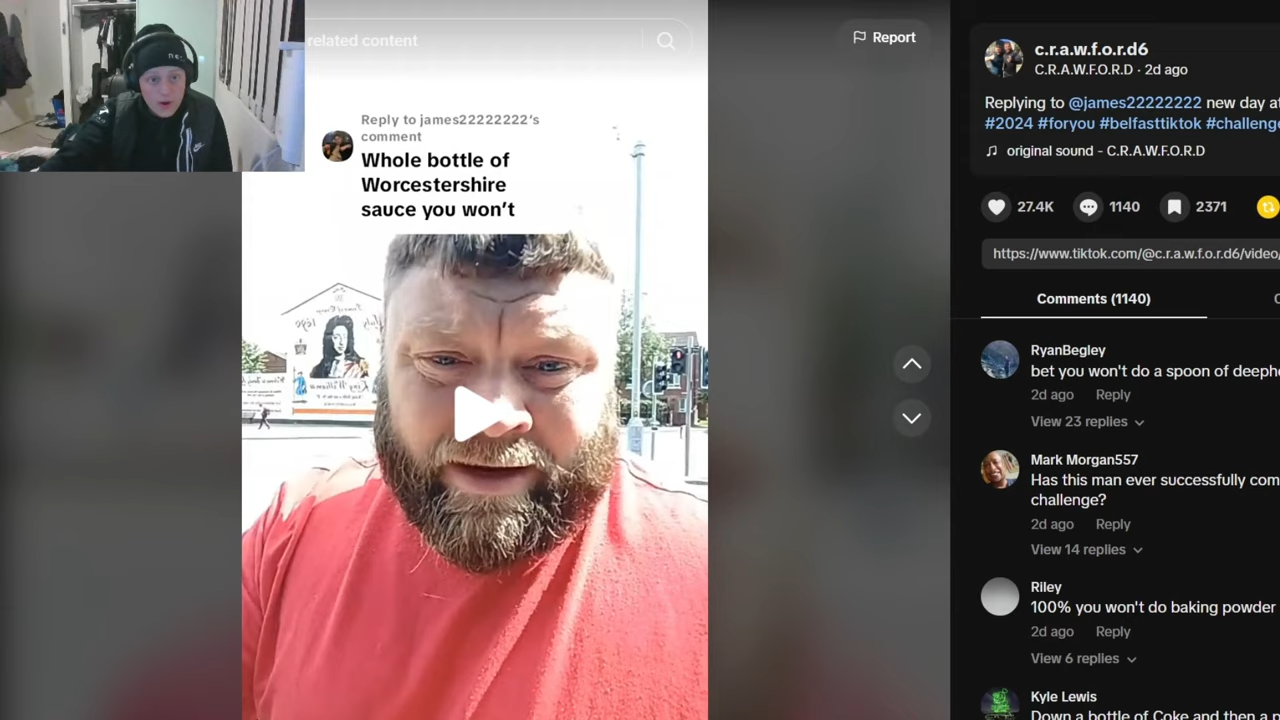 related content
Report
Reply to james22222222's
comment
Whole bottle of
Worcestershire
sauce you won't
c.r.a.w.f.o.r.d6
C.R.A.W.F.O.R.D · 2d ago
Replying to @james22222222 new day
#2024 #foryou #belfasttiktok #challenge
original sound - C.R.A.W.F.O.R.D
27.4K
1140
2371
https://www.tiktok.com/@c.r.a.w.f.o.r.d6/video/
Comments (1140)
RyanBegley
bet you won't do a spoon of
2d ago Reply
View 23 replies
Mark Morgan557
Has this man ever successfully
challenge?
2d ago Reply
View 14 replies
Riley
100% you won't do baking powder
2d ago Reply
View 6 replies
Kyle Lewis
Down a bottle of Coke and then a